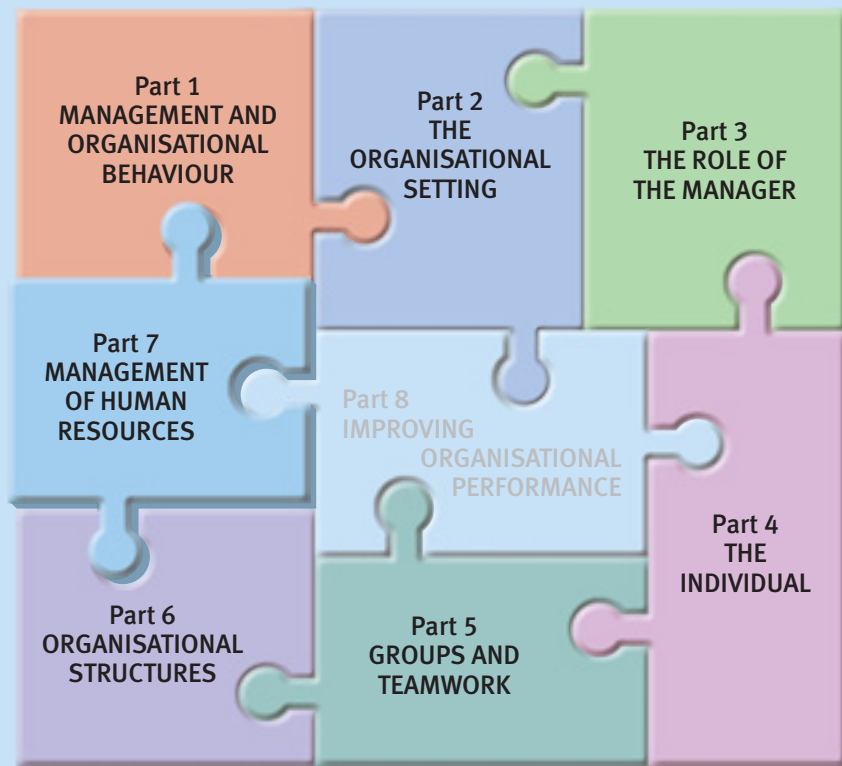 Part 1
MANAGEMENT AND
ORGANISATIONAL
BEHAVIOUR
Part 2
THE
ORGANISATIONAL
SETTING
Part 3
THE ROLE OF
THE MANAGER
Part 7
MANAGEMENT
OF HUMAN
RESOURCES
Part 8
IMPROVING
ORGANISATIONAL
PERFORMANCE
Part 4
THE
INDIVIDUAL
Part 6
ORGANISATIONAL
STRUCTURES
Part 5
GROUPS AND
TEAMWORK